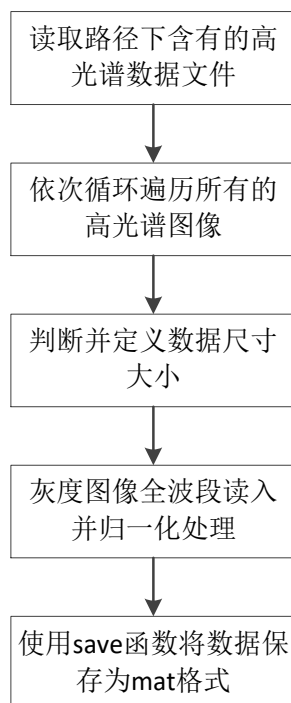 读取路径下含有的高
光谱数据文件
依次循环遍历所有的
高光谱图像
判断并定义数据尺寸
大小
灰度图像全波段读入
并归一化处理
使用save函数将数据保
存为mat格式